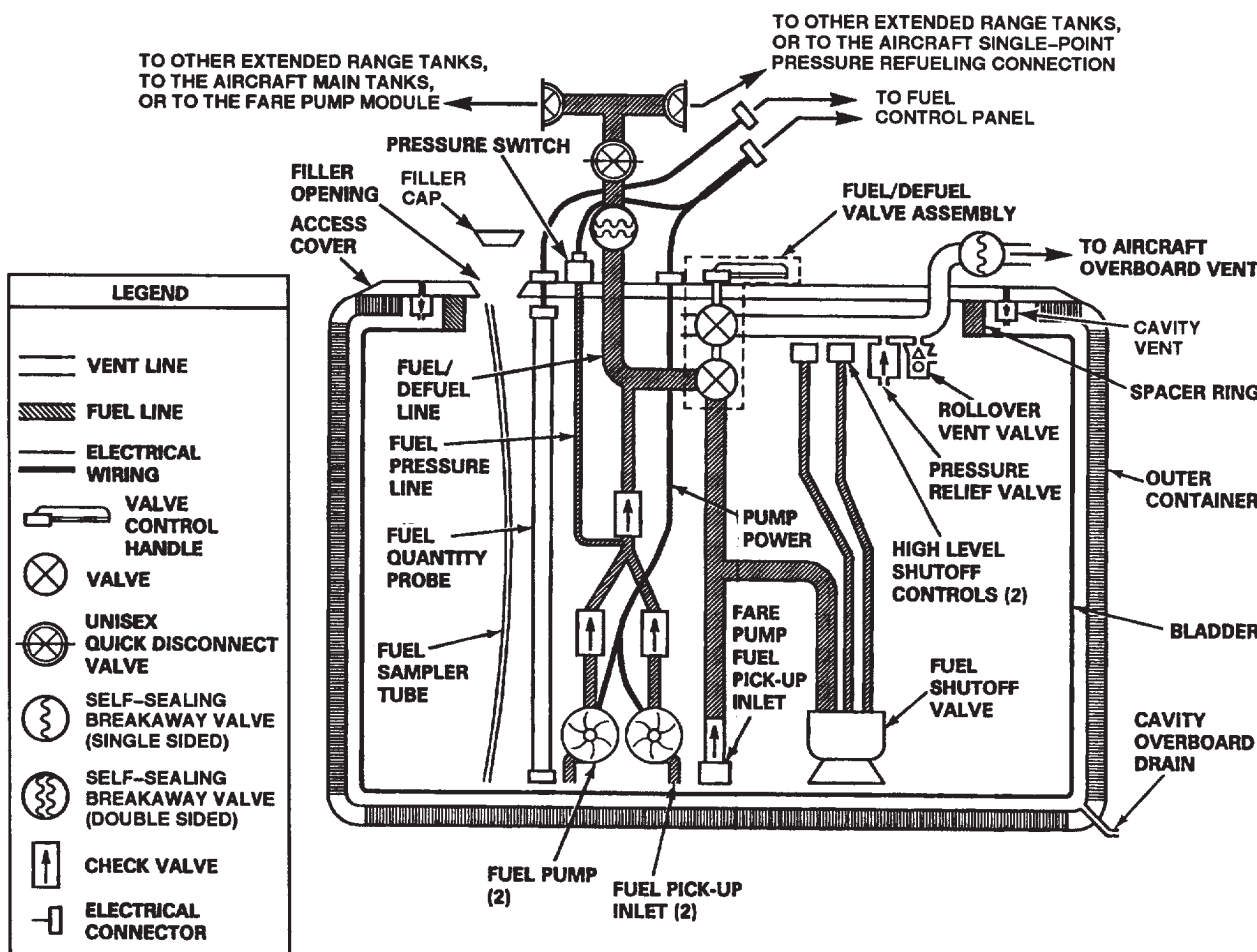 TO OTHER EXTENDED RANGE TANKS,
TO THE AIRCRAFT MAIN TANKS,
OR TO THE FARE PUMP MODULE
TO OTHER EXTENDED RANGE TANKS,
OR TO THE AIRCRAFT SINGLE–POINT
PRESSURE REFUELING CONNECTION
TO FUEL
CONTROL PANEL
PRESSURE SWITCH
FILLER
OPENING
FILLER
CAP
ACCESS
COVER
FUEL/DEFUEL
VALVE ASSEMBLY
TO AIRCRAFT
OVERBOARD VENT
CAVITY
VENT
SPACER RING
ROLLOVER
VENT VALVE
PRESSURE
RELIEF VALVE
OUTER
CONTAINER
FUEL/
DEFUEL
LINE
FUEL
PRESSURE
LINE
FUEL
QUANTITY
PROBE
FUEL
SAMPLER
TUBE
PUMP
POWER
HIGH LEVEL
SHUTOFF
CONTROLS (2)
FARE
PUMP
FUEL
PICK-UP
INLET
FUEL
SHUTOFF
VALVE
BLADDER
CAVITY
OVERBOARD
DRAIN
FUEL PUMP
(2)
FUEL PICK-UP
INLET (2)
LEGEND
VENT LINE
FUEL LINE
ELECTRICAL
WIRING
VALVE
CONTROL
HANDLE
VALVE
UNISEX
QUICK DISCONNECT
VALVE
SELF–SEALING
BREAKAWAY VALVE
(SINGLE SIDED)
SELF–SEALING
BREAKAWAY VALVE
(DOUBLE SIDED)
CHECK VALVE
ELECTRICAL
CONNECTOR